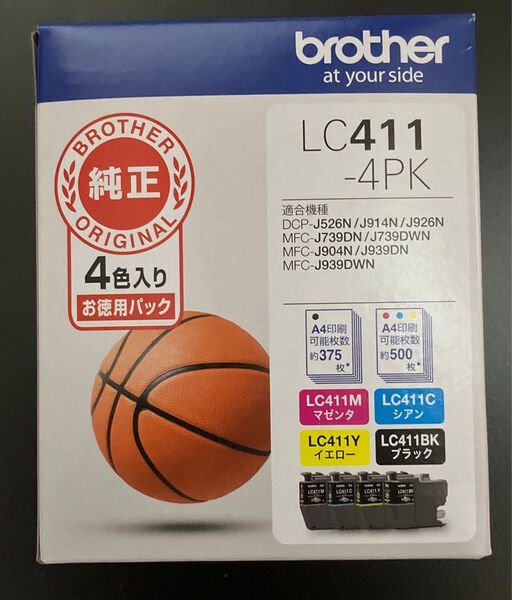 brother
at your side
BROTHER
純正
ORIGINAL
4色入り
お徳用パック
LC411
-4PK
適合機種
DCP-J526N/J914N/J926N
MFC-J739DN/J739DWN
MFC-J904N/J939DN
MFC-J939DWN
A4印刷
可能枚数
約375
枚*
A4印刷
可能枚数
約500
枚*
LC411M
マゼンタ
LC411C
シアン
LC411Y
イエロー
LC411BK
ブラック
LC411M
LC411C
LC411Y
LC411BK